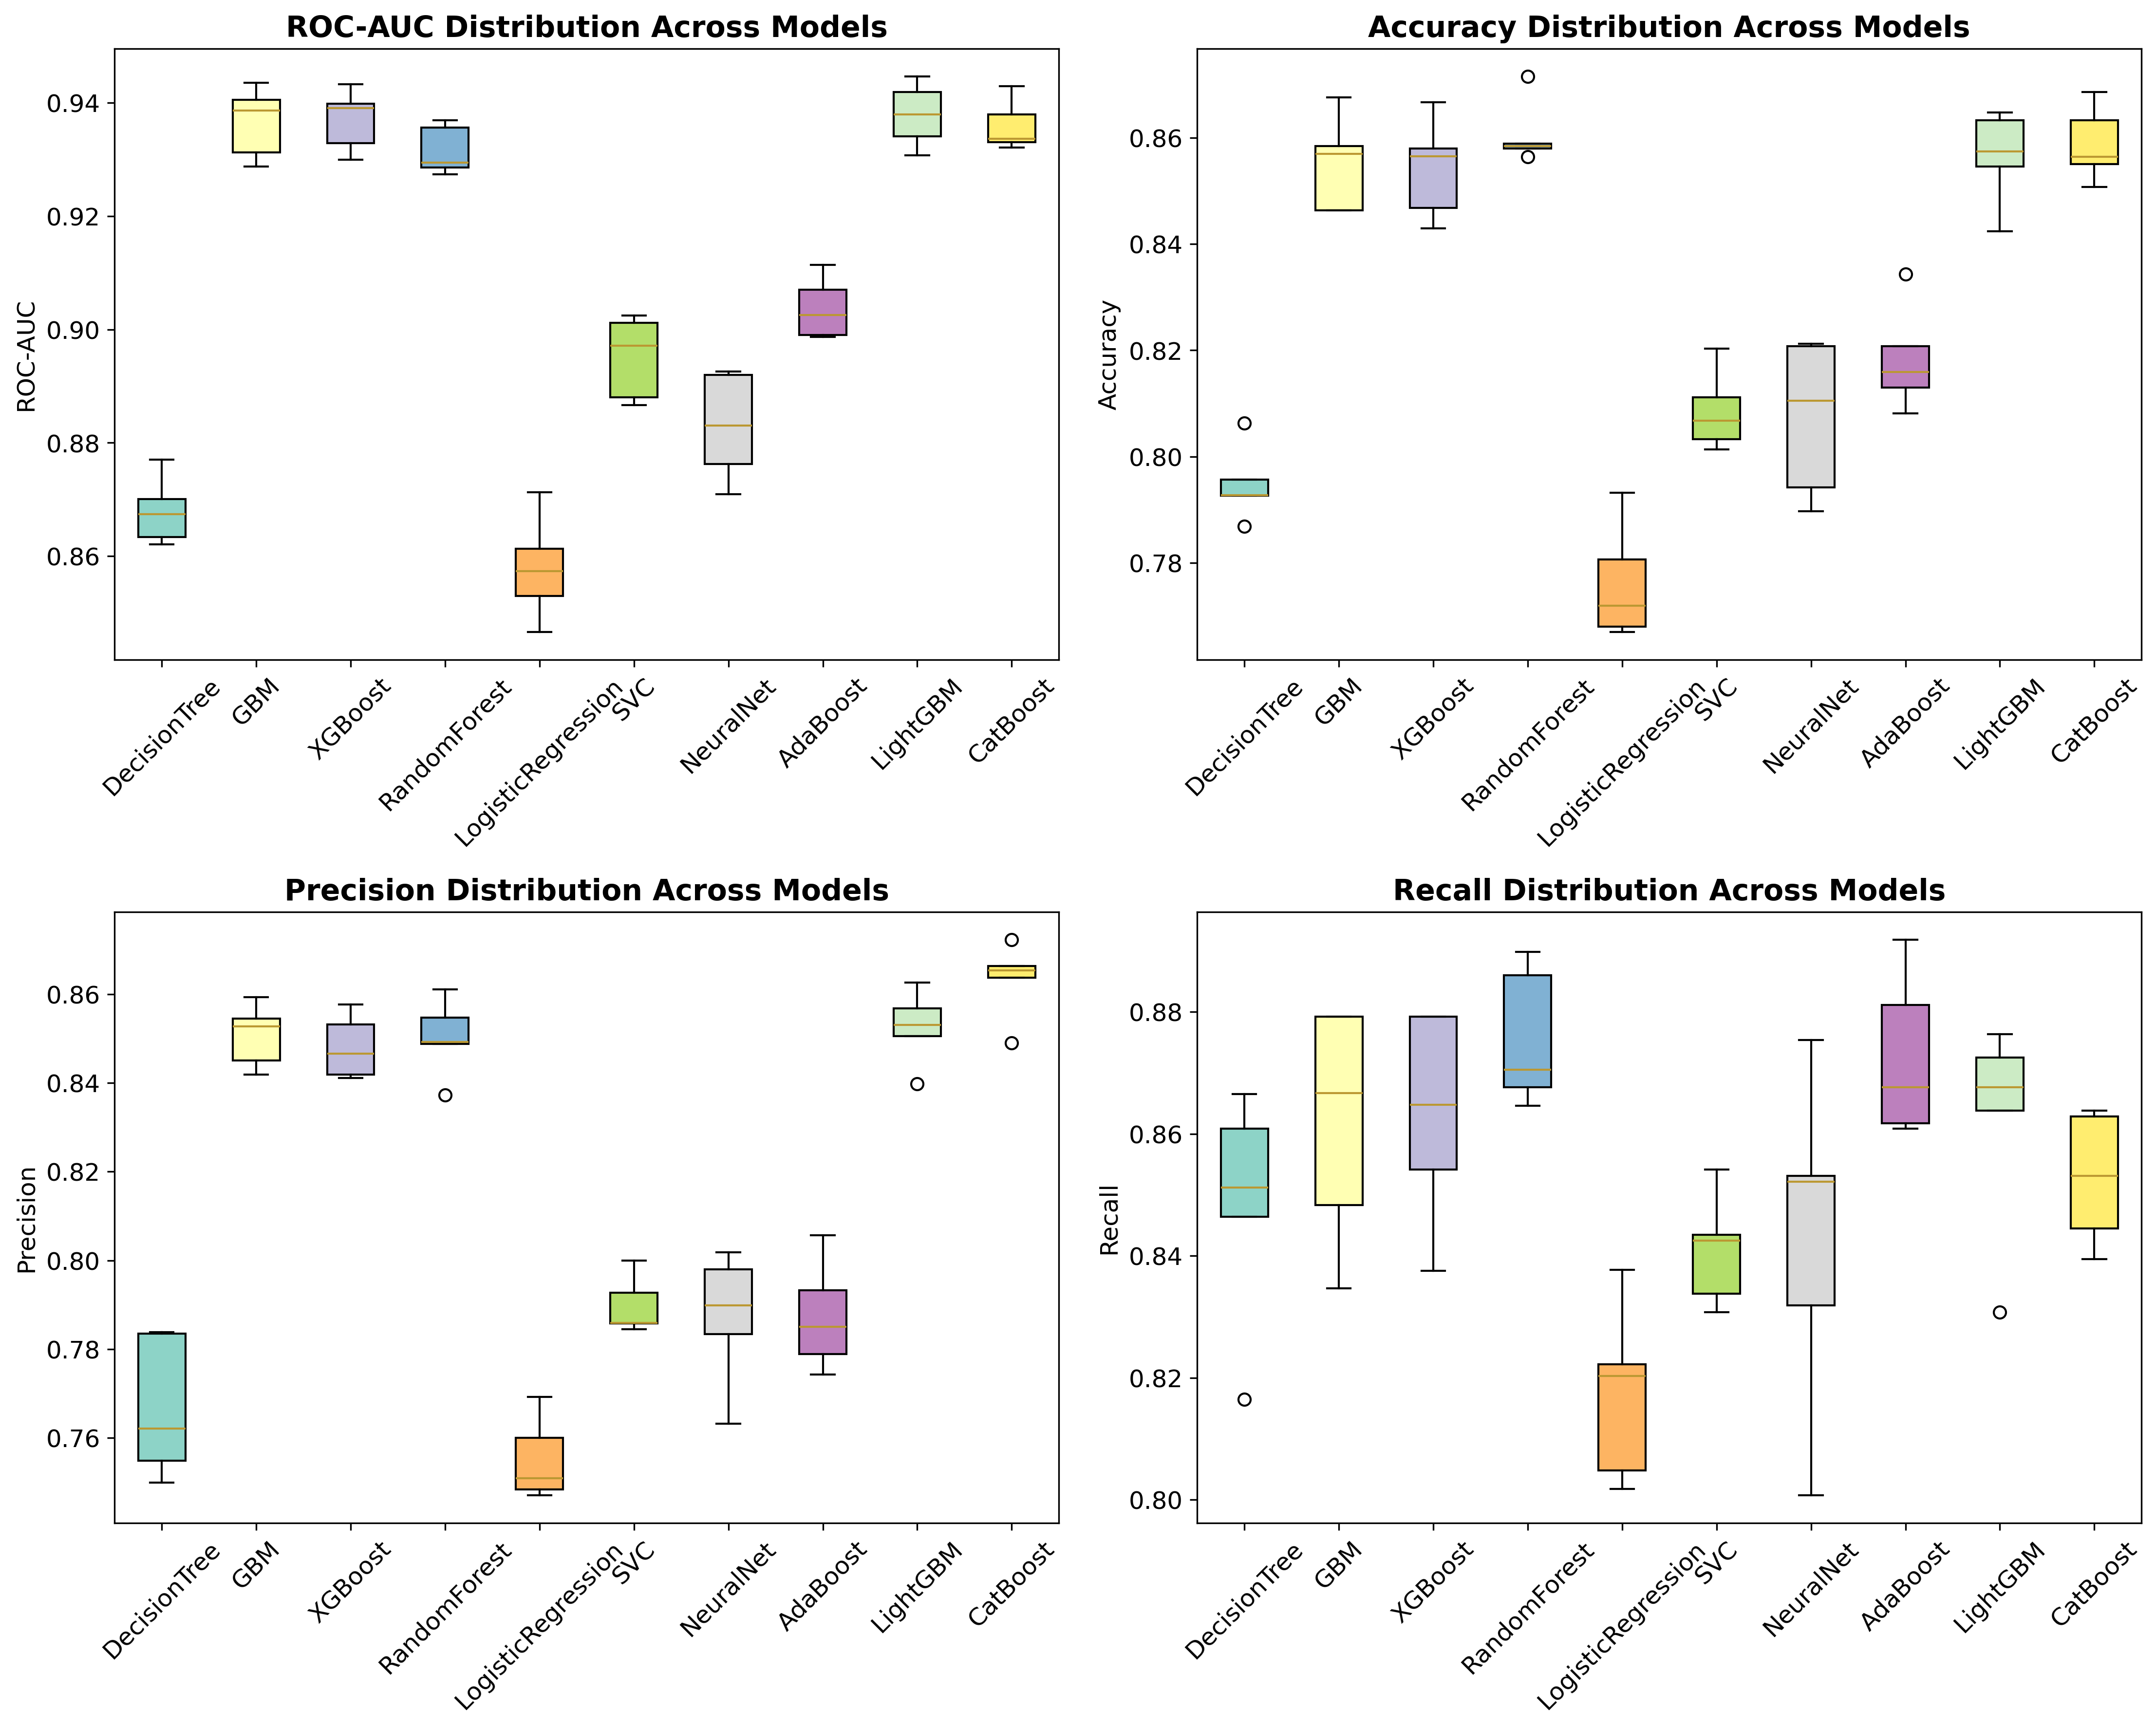 ROC-AUC Distribution Across Models
ROC-AUC
0.94
0.92
0.90
0.88
0.86
DecisionTree
GBM
XGBoost
RandomForest
LogisticRegression
SVC
NeuralNet
AdaBoost
LightGBM
CatBoost
Accuracy Distribution Across Models
Accuracy
0.86
0.84
0.82
0.80
0.78
DecisionTree
GBM
XGBoost
RandomForest
LogisticRegression
SVC
NeuralNet
AdaBoost
LightGBM
CatBoost
Precision Distribution Across Models
Precision
0.86
0.84
0.82
0.80
0.78
0.76
DecisionTree
GBM
XGBoost
RandomForest
LogisticRegression
SVC
NeuralNet
AdaBoost
LightGBM
CatBoost
Recall Distribution Across Models
Recall
0.88
0.86
0.84
0.82
0.80
DecisionTree
GBM
XGBoost
RandomForest
LogisticRegression
SVC
NeuralNet
AdaBoost
LightGBM
CatBoost